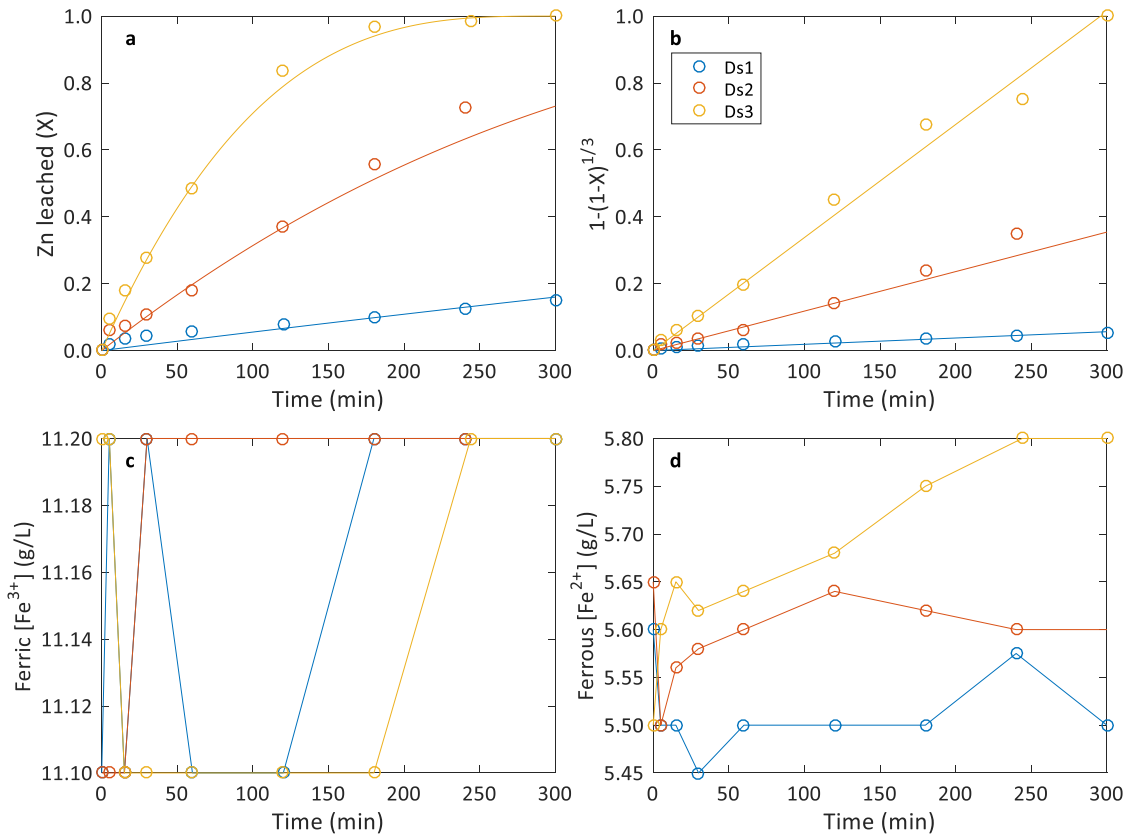 a
Zn leached (X)
1.0
0.8
0.6
0.4
0.2
0.0
0 50 100 150 200 250 300
Time (min)
b
Ds1
Ds2
Ds3
1-(1-X)^1/3
1.0
0.8
0.6
0.4
0.2
0.0
0 50 100 150 200 250 300
Time (min)
c
Ferric [Fe³⁺] (g/L)
11.20
11.18
11.16
11.14
11.12
11.10
0 50 100 150 200 250 300
Time (min)
d
Ferrous [Fe²⁺] (g/L)
5.80
5.75
5.70
5.65
5.60
5.55
5.50
5.45
0 50 100 150 200 250 300
Time (min)